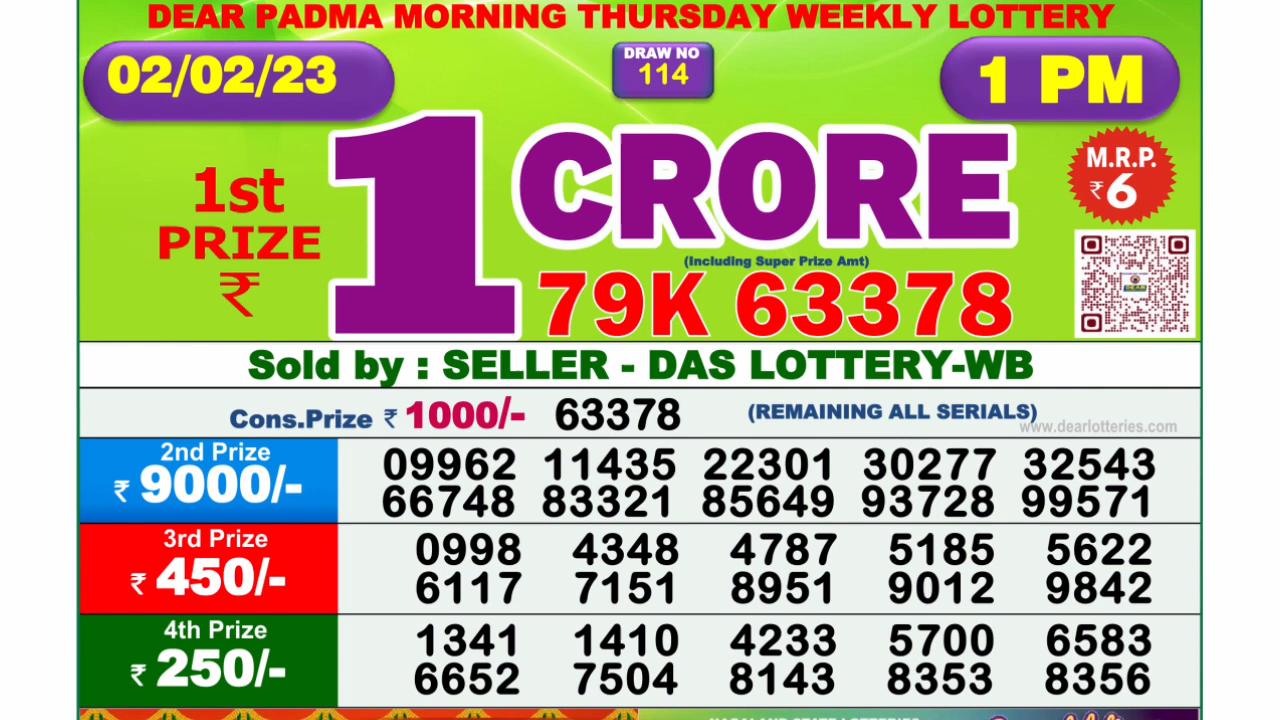 DEAR PADMA MORNING THURSDAY WEEKLY LOTTERY
02/02/23
DRAW NO
114
1 PM
1st
PRIZE
₹
1 CRORE
(Including Super Prize Amt)
79K 63378
M.R.P.
₹ 6
DEAR
Sold by : SELLER - DAS LOTTERY-WB
Cons.Prize ₹ 1000/- 63378 (REMAINING ALL SERIALS)
www.dearlotteries.com
2nd Prize
₹ 9000/-
09962 11435 22301 30277 32543
66748 83321 85649 93728 99571
3rd Prize
₹ 450/-
0998 4348 4787 5185 5622
6117 7151 8951 9012 9842
4th Prize
₹ 250/-
1341 1410 4233 5700 6583
6652 7504 8143 8353 8356
NAGALAND STATE LOTTERIES